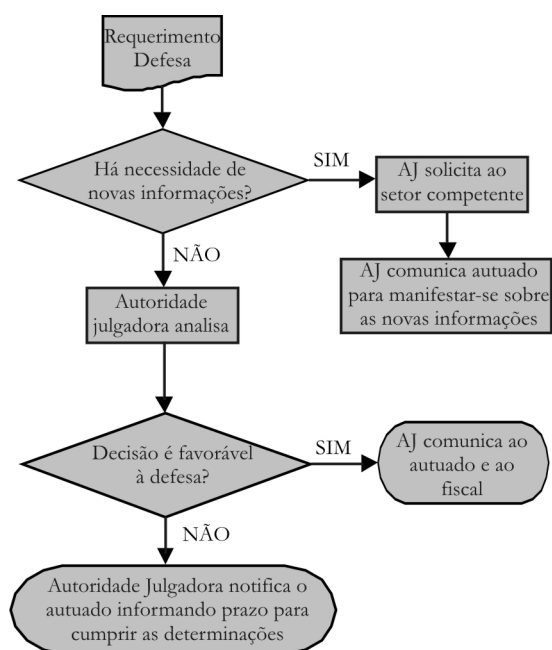 Requerimento
Defesa
Há necessidade de
novas informações?
SIM
AJ solicita ao
setor competente
AJ comunica autuado
para manifestar-se sobre
as novas informações
NÃO
Autoridade
julgadora analisa
Decisão é favorável
à defesa?
SIM
AJ comunica ao
autuado e ao
fiscal
NÃO
Autoridade Julgadora notifica o
autuado informando prazo para
cumprir as determinações